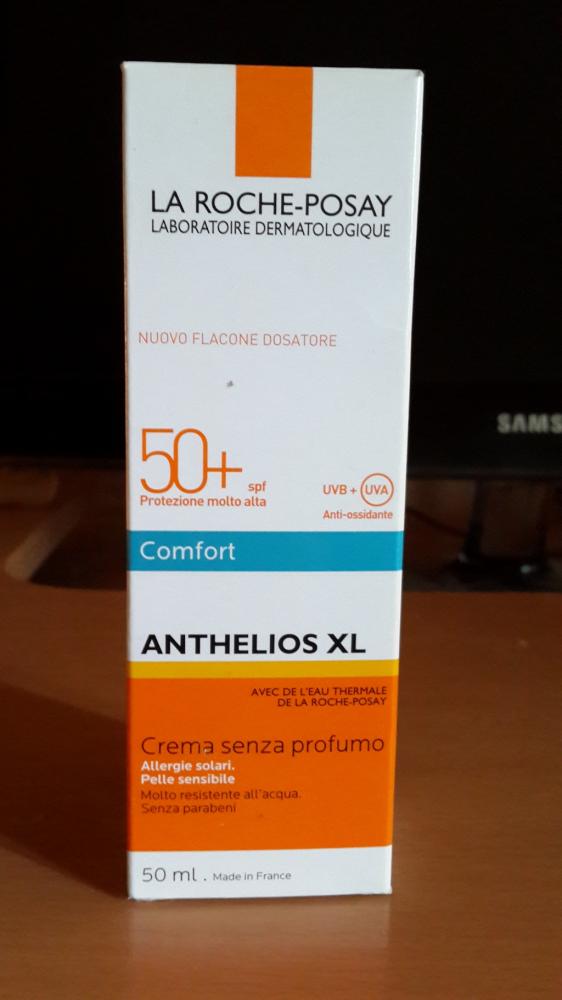 LA ROCHE-POSAY
LABORATOIRE DERMATOLOGIQUE
NUOVO FLACONE DOSATORE
50+ spf
Protezione molto alta
UVB + UVA
Anti-ossidante
SAMS
Comfort
ANTHELIOS XL
AVEC DE L'EAU THERMALE
DE LA ROCHE-POSAY
Crema senza profumo
Allergie solari.
Pelle sensibile
Molto resistente all'acqua.
Senza parabeni
50 ml . Made in France